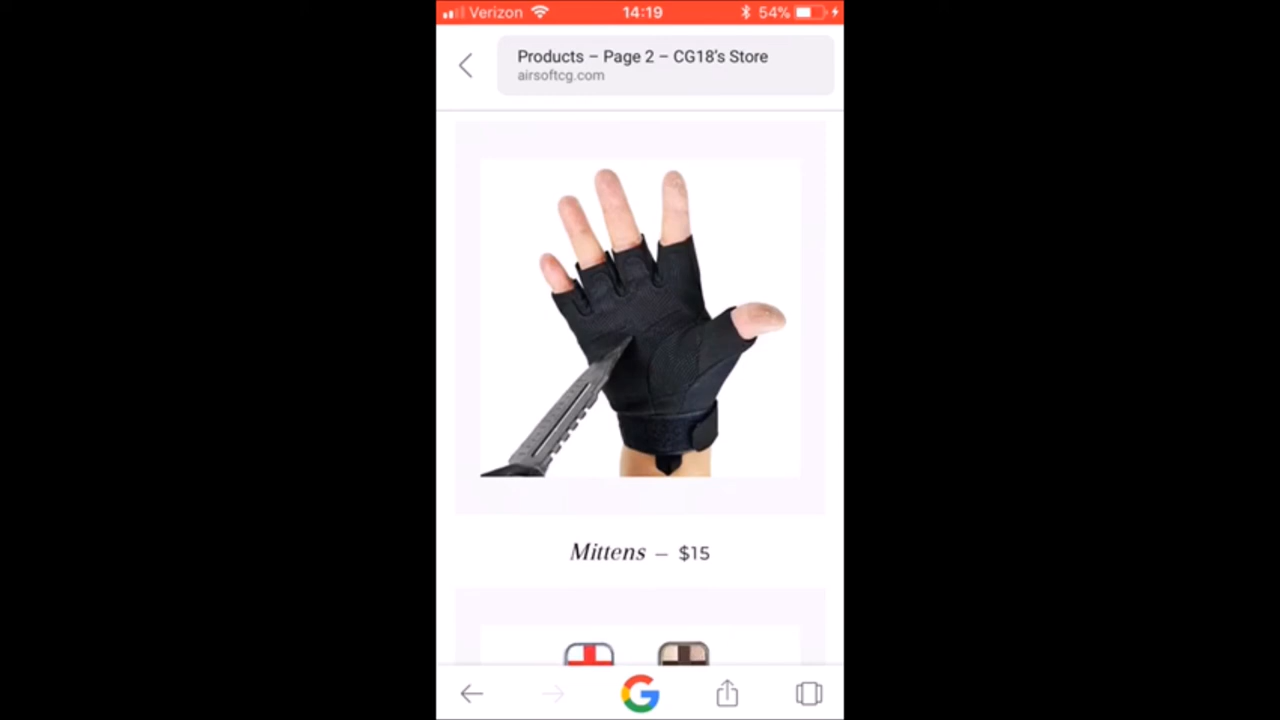 Verizon 14:19 54%
Products – Page 2 – CG18's Store
airsoftcg.com
Mittens – $15